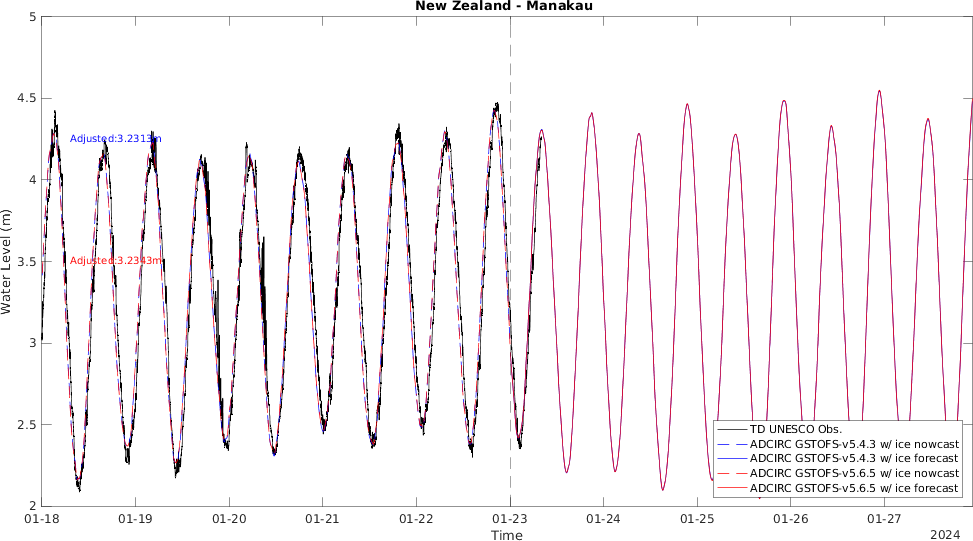 New Zealand - Manakau
5
4.5
4
3.5
3
2.5
2
Water Level (m)
Adjusted:3.2313m
Adjusted:3.2343m
TD UNESCO Obs.
ADCIRC GSTOFS-v5.4.3 w/ ice nowcast
ADCIRC GSTOFS-v5.4.3 w/ ice forecast
ADCIRC GSTOFS-v5.6.5 w/ ice nowcast
ADCIRC GSTOFS-v5.6.5 w/ ice forecast
01-18 01-19 01-20 01-21 01-22 01-23 01-24 01-25 01-26 01-27
Time
2024